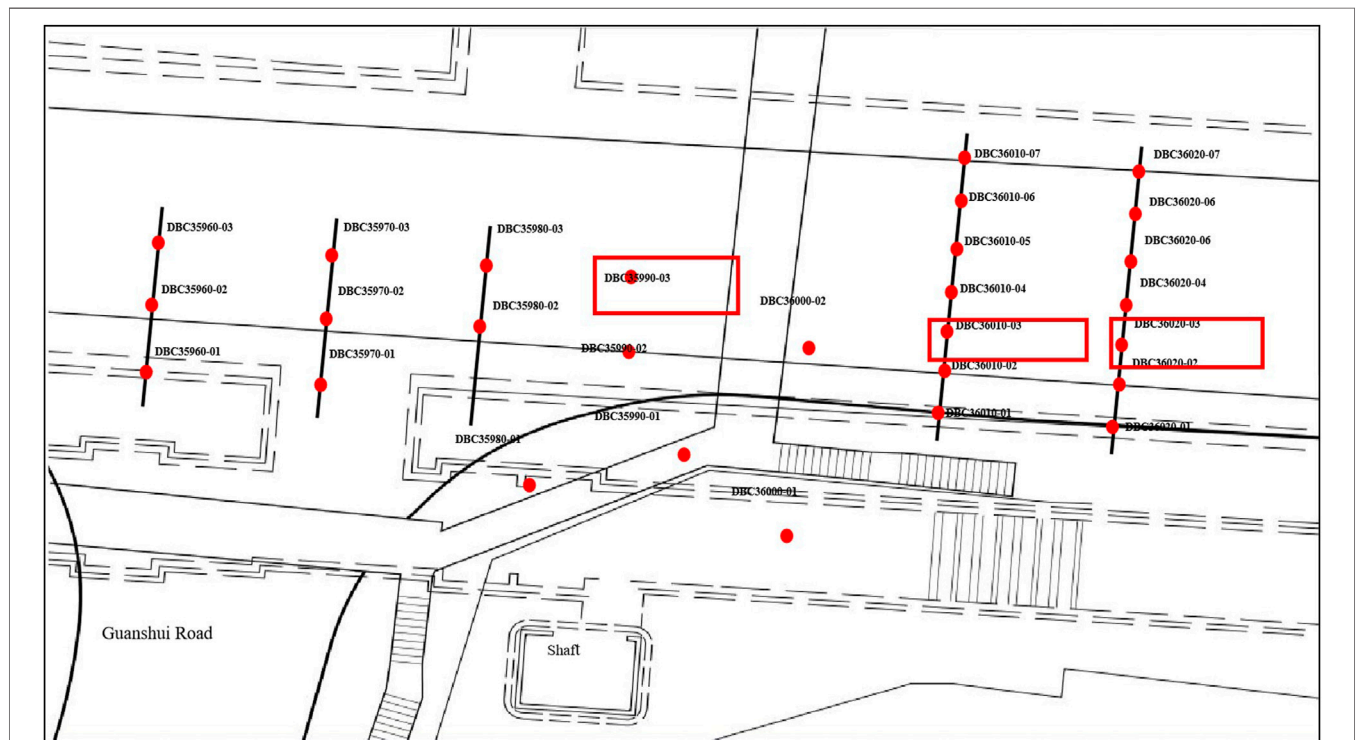 DBC36010-07
DBC36020-07
DBC36010-06
DBC36020-06
DBC35960-03
DBC35970-03
DBC35980-03
DBC36010-05
DBC36020-06
DBC35990-03
DBC36020-04
DBC35960-02
DBC35970-02
DBC36010-04
DBC36000-02
DBC35980-02
DBC36010-03
DBC36020-03
DBC35990-02
DBC35960-01
DBC35970-01
DBC36010-02
DBC36020-02
DBC35990-01
DBC36010-01
DBC36020-01
DBC35980-01
DBC36000-01
Guanshui Road
Shaft